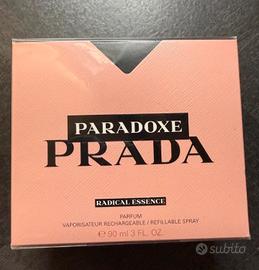 PARADOXE
PRADA
RADICAL ESSENCE
PARFUM
VAPORISATEUR RECHARGEABLE / REFILLABLE SPRAY
℮ 90 ml 3 FL. OZ.
subito